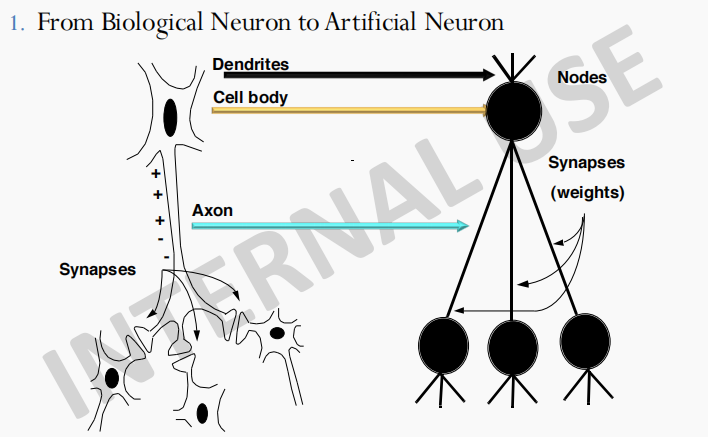 1. From Biological Neuron to Artificial Neuron
Dendrites
Cell body
Nodes
Synapses
(weights)
+
+
Axon
+
-
-
Synapses
INTERNAL USE